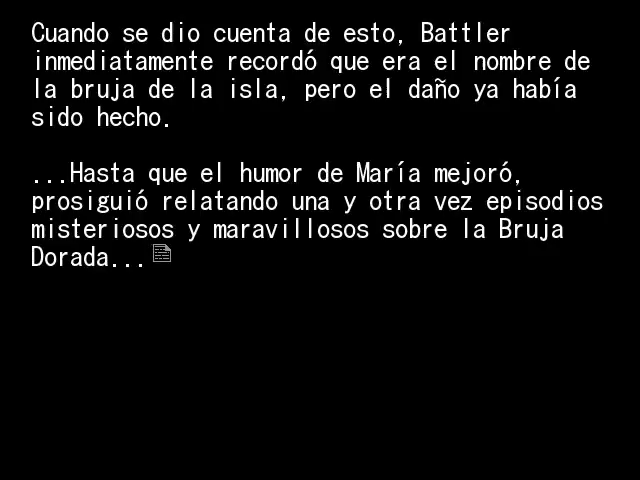 Cuando se dio cuenta de esto, Battler
inmediatamente recordó que era el nombre de
la bruja de la isla, pero el daño ya había
sido hecho.
...Hasta que el humor de María mejoró,
prosiguió relatando una y otra vez episodios
misteriosos y maravillosos sobre la Bruja
Dorada...